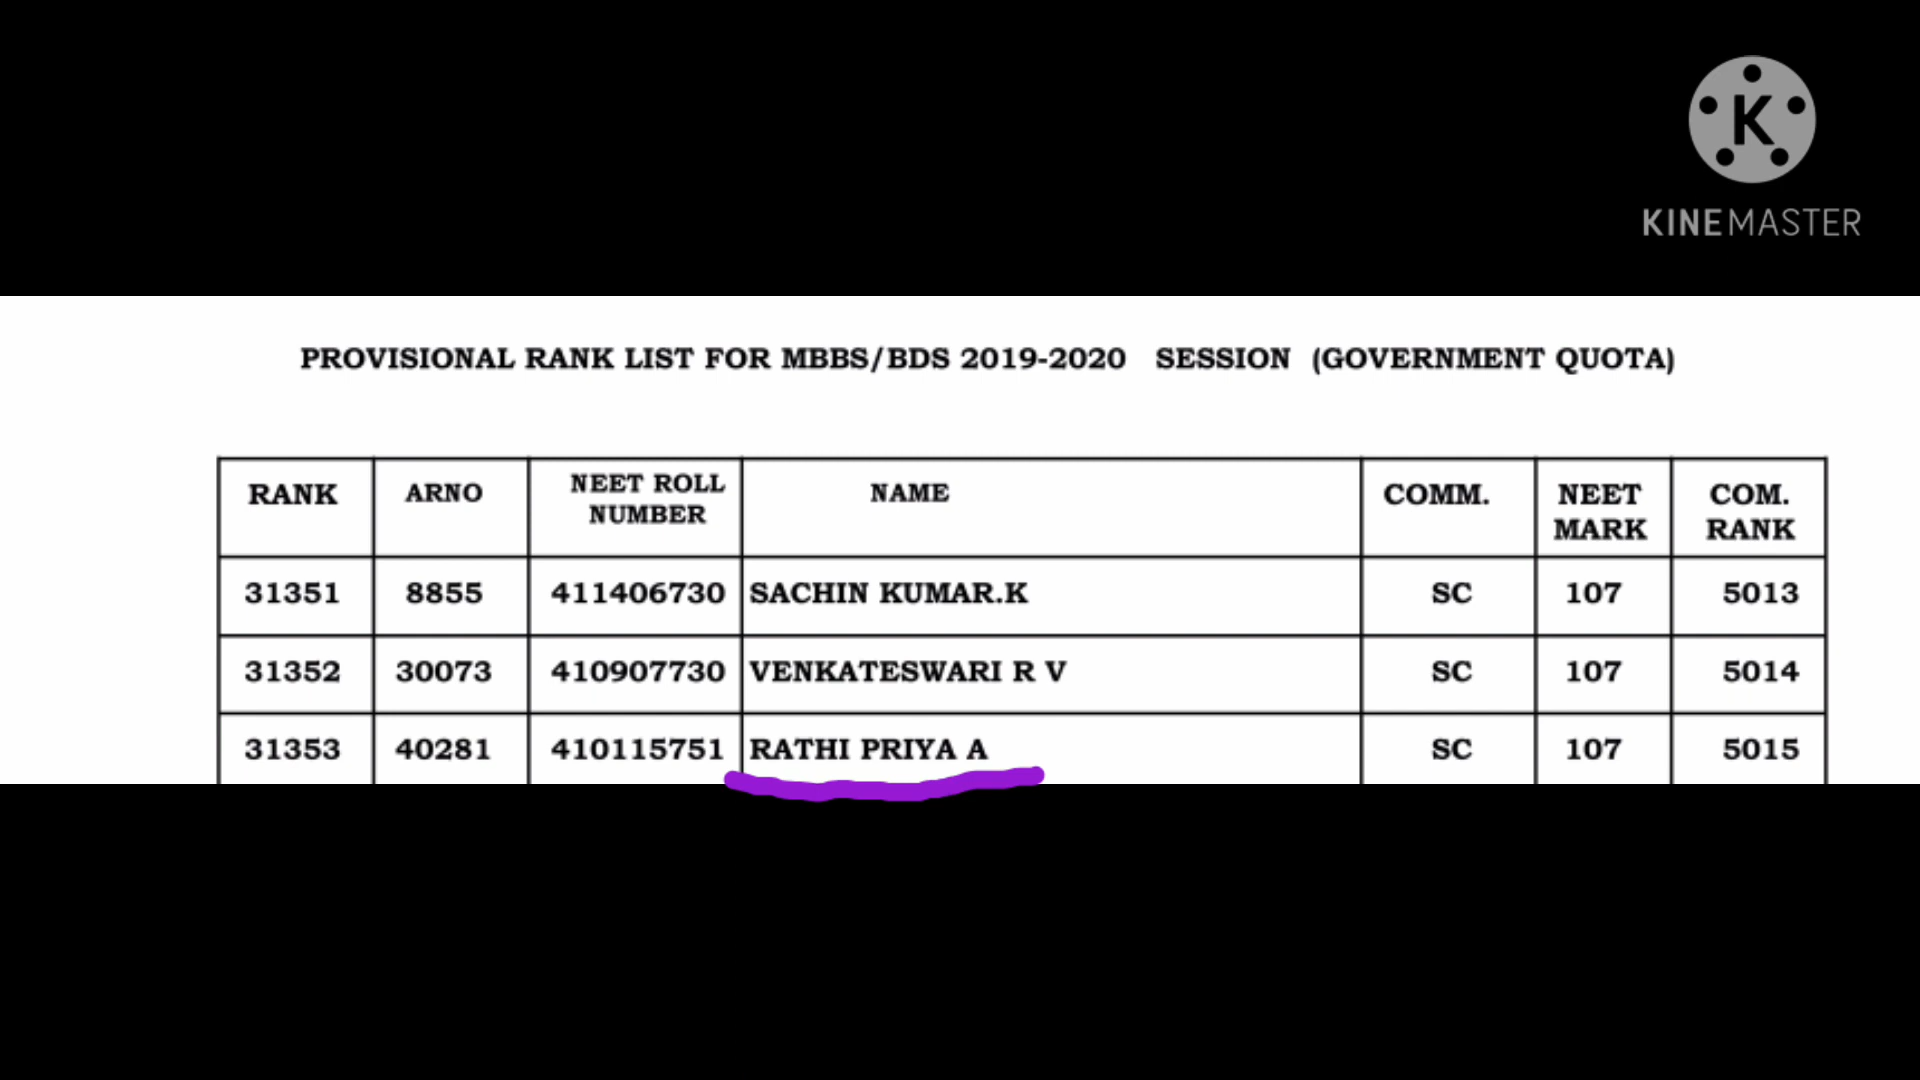 K
KINEMASTER
PROVISIONAL RANK LIST FOR MBBS/BDS 2019-2020 SESSION (GOVERNMENT QUOTA)
RANK ARNO NEET ROLL NUMBER NAME COMM. NEET MARK COM. RANK
31351 8855 411406730 SACHIN KUMAR.K SC 107 5013
31352 30073 410907730 VENKATESWARI R V SC 107 5014
31353 40281 410115751 RATHI PRIYA A SC 107 5015